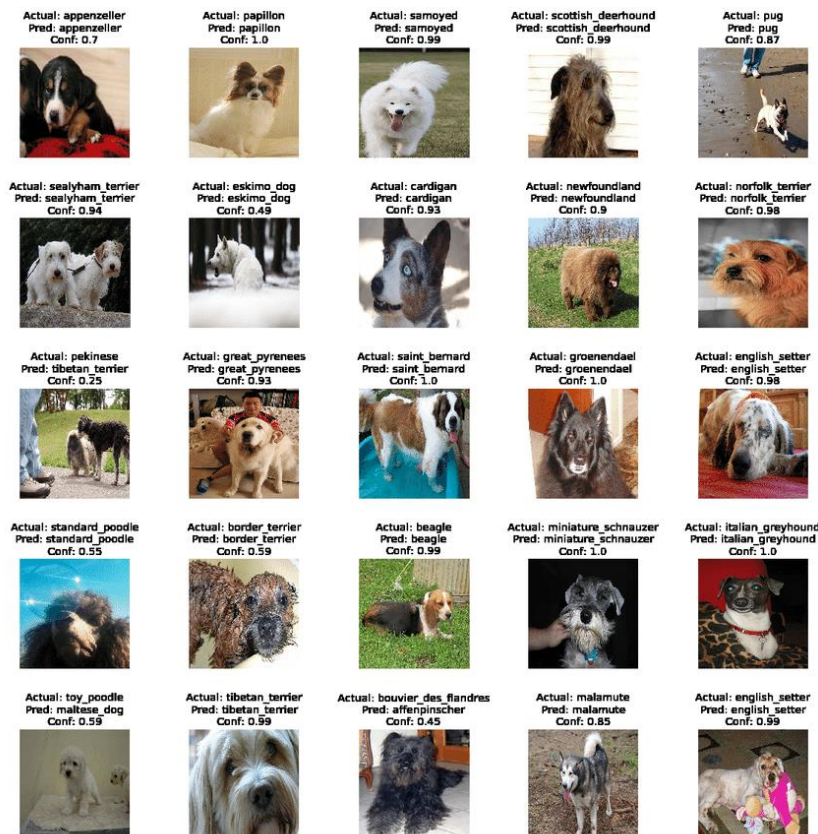 Actual: appenzeller
Pred: appenzeller
Conf: 0.7
Actual: papillon
Pred: papillon
Conf: 1.0
Actual: samoyed
Pred: samoyed
Conf: 0.99
Actual: scottish_deerhound
Pred: scottish_deerhound
Conf: 0.99
Actual: pug
Pred: pug
Conf: 0.87
Actual: sealyham_terrier
Pred: sealyham_terrier
Conf: 0.94
Actual: eskimo_dog
Pred: eskimo_dog
Conf: 0.49
Actual: cardigan
Pred: cardigan
Conf: 0.93
Actual: newfoundland
Pred: newfoundland
Conf: 0.9
Actual: norfolk_terrier
Pred: norfolk_terrier
Conf: 0.98
Actual: pekinese
Pred: tibetan_terrier
Conf: 0.25
Actual: great_pyrenees
Pred: great_pyrenees
Conf: 0.93
Actual: saint_bernard
Pred: saint_bernard
Conf: 1.0
Actual: groenendael
Pred: groenendael
Conf: 1.0
Actual: english_setter
Pred: english_setter
Conf: 0.98
Actual: standard_poodle
Pred: standard_poodle
Conf: 0.55
Actual: border_terrier
Pred: border_terrier
Conf: 0.59
Actual: beagle
Pred: beagle
Conf: 0.99
Actual: miniature_schnauzer
Pred: miniature_schnauzer
Conf: 1.0
Actual: italian_greyhound
Pred: italian_greyhound
Conf: 1.0
Actual: toy_poodle
Pred: maltese_dog
Conf: 0.59
Actual: tibetan_terrier
Pred: tibetan_terrier
Conf: 0.99
Actual: bouvier_des_flandres
Pred: affenpinscher
Conf: 0.45
Actual: malamute
Pred: malamute
Conf: 0.85
Actual: english_setter
Pred: english_setter
Conf: 0.99